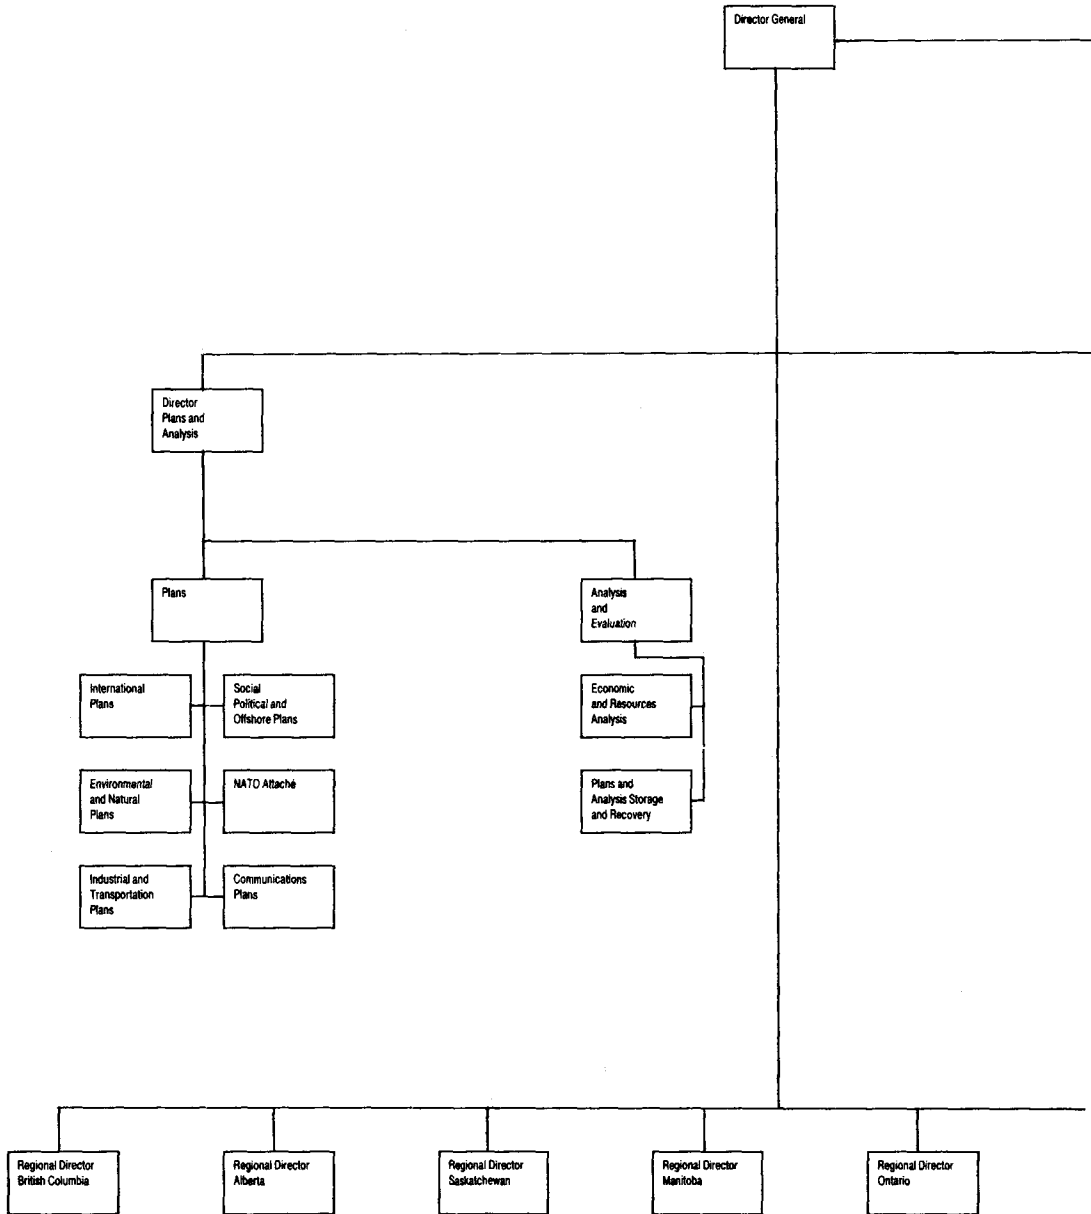 Director General
Director
Plans and
Analysis
Plans
Analysis
and
Evaluation
International
Plans
Social
Political and
Offshore Plans
Economic
and Resources
Analysis
Environmental
and Natural
Plans
NATO Attaché
Plans and
Analysis Storage
and Recovery
Industrial and
Transportation
Plans
Communications
Plans
Regional Director
British Columbia
Regional Director
Alberta
Regional Director
Saskatchewan
Regional Director
Manitoba
Regional Director
Ontario